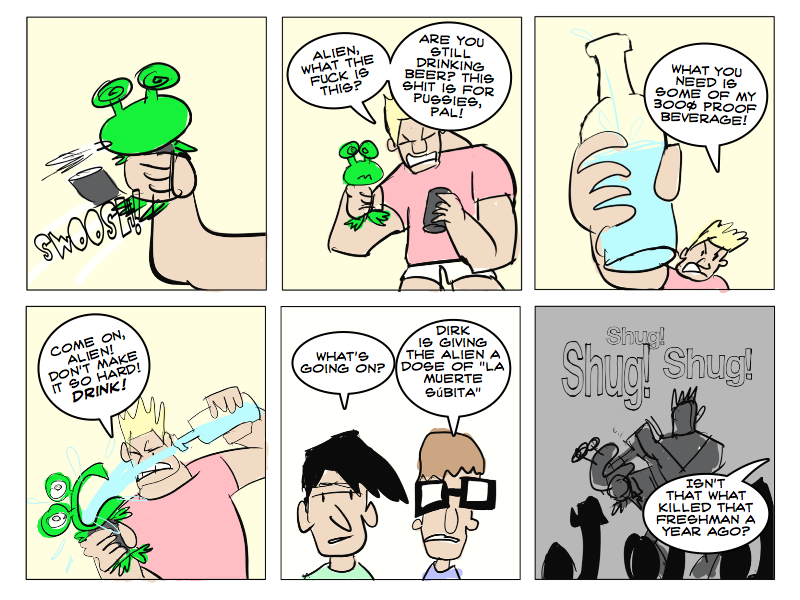 SWOOSH!
ALIEN,
WHAT THE
FUCK IS
THIS?
ARE YOU
STILL
DRINKING
BEER? THIS
SHIT IS FOR
PUSSIES,
PAL!
WHAT YOU
NEED IS
SOME OF MY
300Ø PROOF
BEVERAGE!
COME ON,
ALIEN!
DON'T MAKE
IT SO HARD!
DRINK!
WHAT'S
GOING ON?
DIRK
IS GIVING
THE ALIEN A
DOSE OF "LA
MUERTE
SÚBITA"
Shug!
Shug! Shug!
ISN'T
THAT WHAT
KILLED THAT
FRESHMAN A
YEAR AGO?